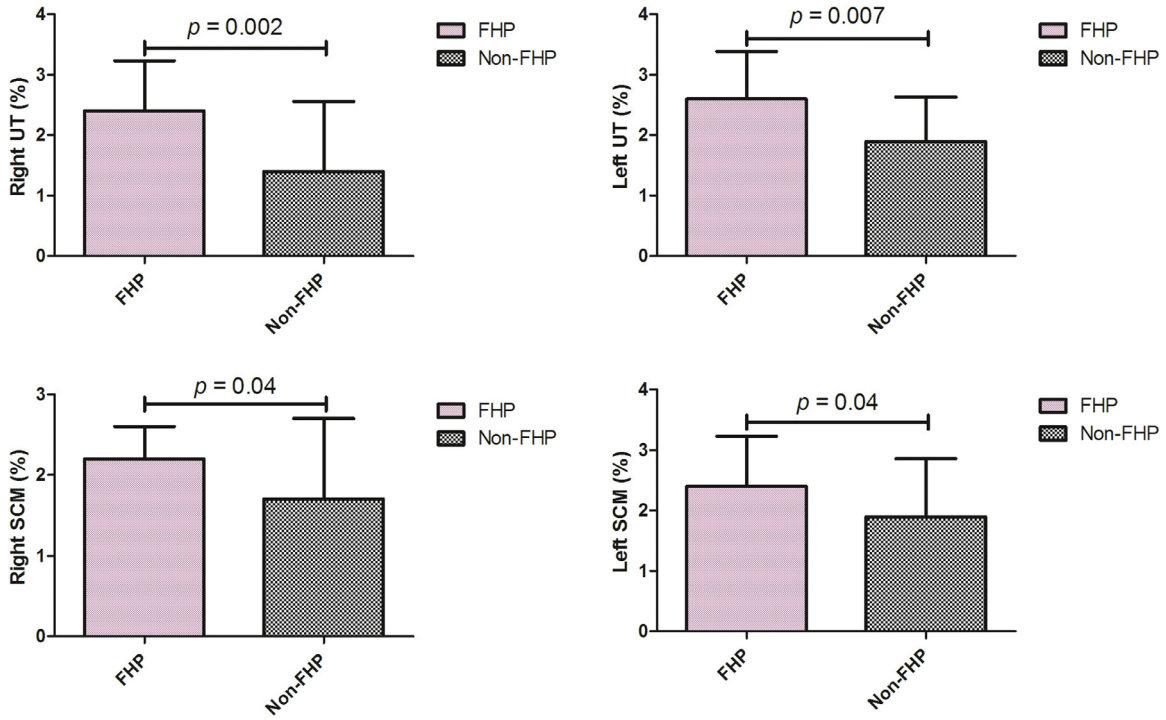 Right UT (%)
4
3
2
1
0
p = 0.002
FHP
Non-FHP
FHP
Non-FHP
Left UT (%)
4
3
2
1
0
p = 0.007
FHP
Non-FHP
FHP
Non-FHP
Right SCM (%)
3
2
1
0
p = 0.04
FHP
Non-FHP
FHP
Non-FHP
Left SCM (%)
4
3
2
1
0
p = 0.04
FHP
Non-FHP
FHP
Non-FHP